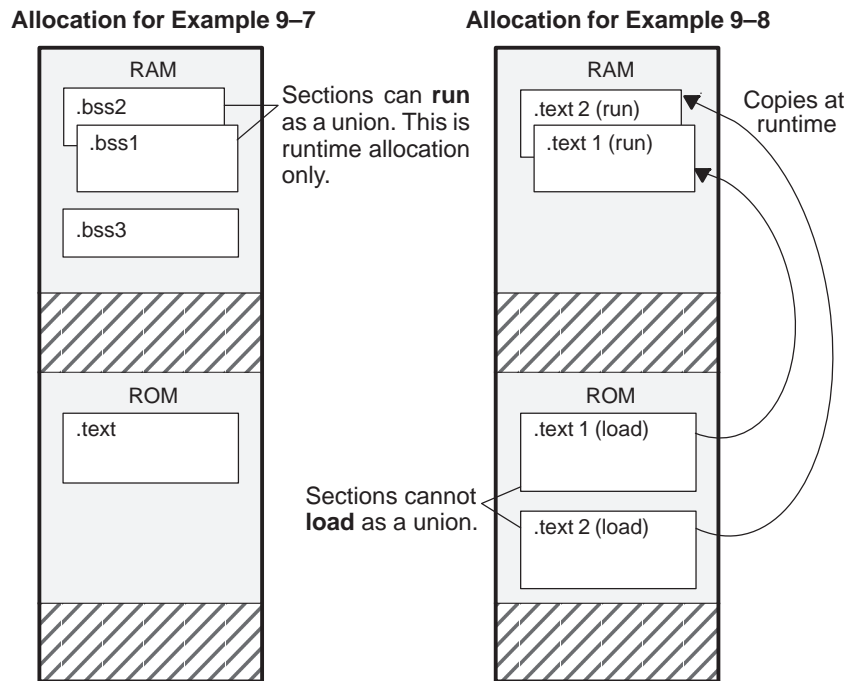 Allocation for Example 9–7
RAM
.bss2
.bss1
.bss3
Sections can run
as a union. This is
runtime allocation
only.
ROM
.text
Allocation for Example 9–8
RAM
.text 2 (run)
.text 1 (run)
Copies at
runtime
ROM
.text 1 (load)
.text 2 (load)
Sections cannot
load as a union.